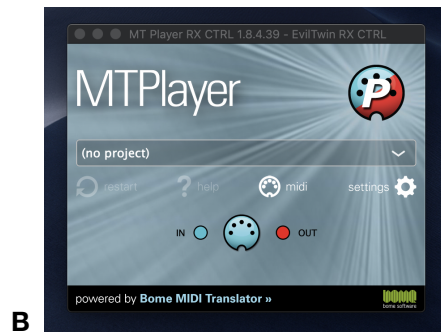 MT Player RX CTRL 1.8.4.39 - EvilTwin RX CTRL
MTPlayer
P
(no project)
restart ? help midi settings
IN OUT
powered by Bome MIDI Translator »
bome
bome software
B